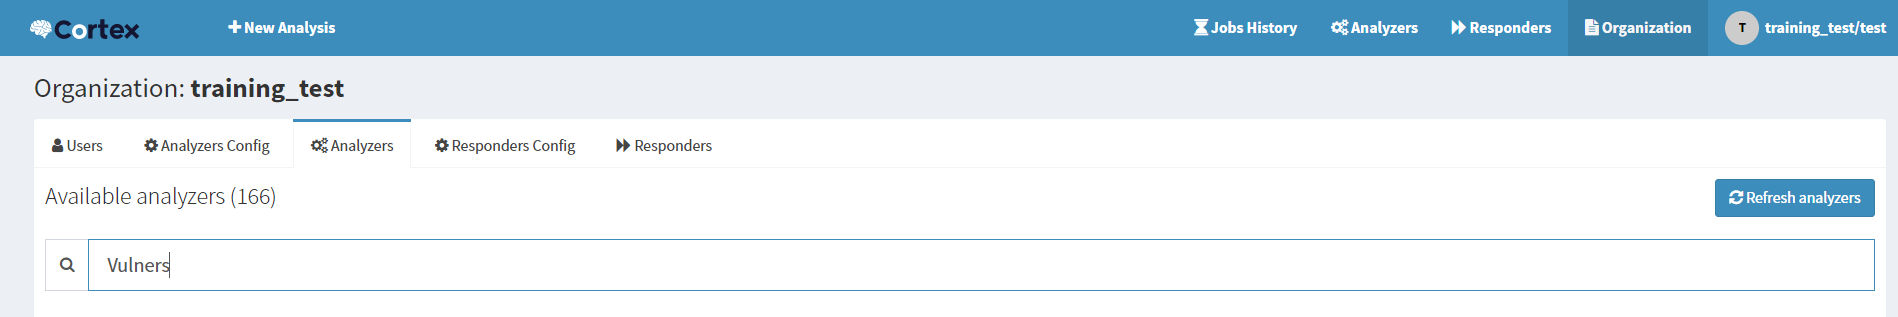 Cortex New Analysis Jobs History Analyzers Responders Organization T training_test/test
Organization: training_test
Users Analyzers Config Analyzers Responders Config Responders
Available analyzers (166) Refresh analyzers
Vulners